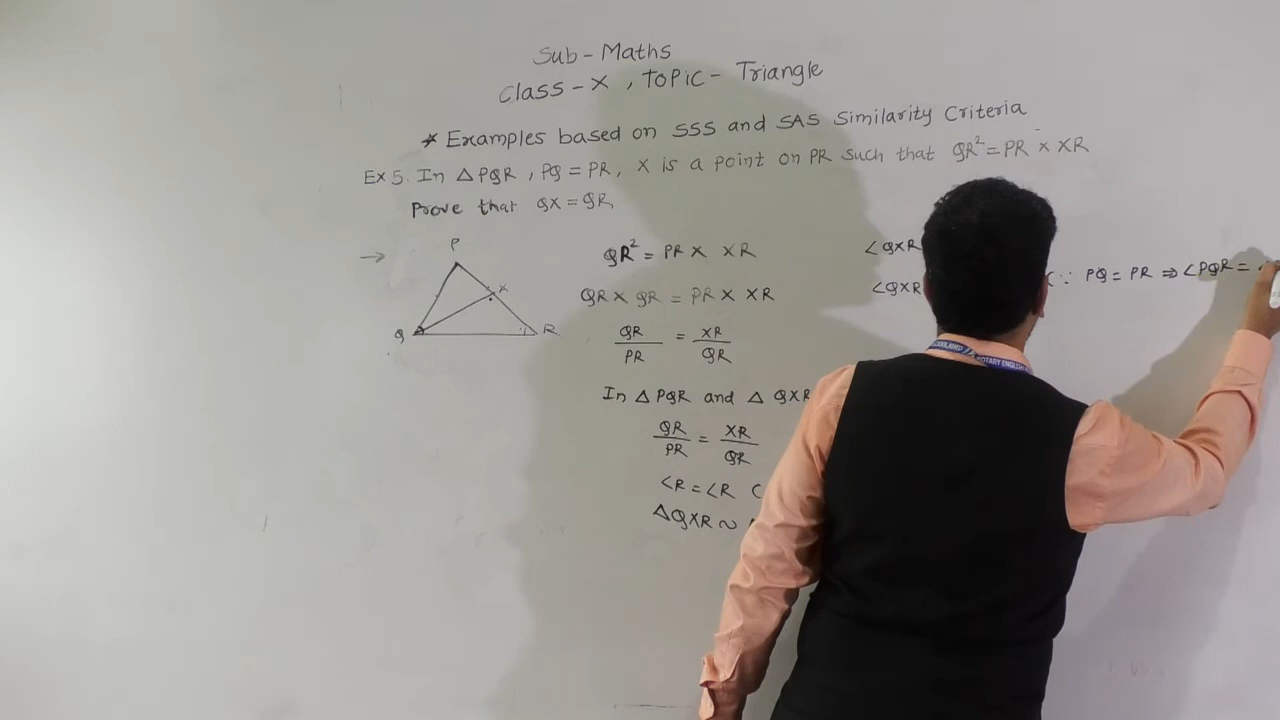 Sub - Maths
Class - X , Topic - Triangle
* Examples based on SSS and SAS Similarity Criteria
Ex 5. In △ PQR , PQ = PR, X is a point on PR such that QR² = PR × XR
Prove that QX = QR
→
P
X
Q
R
QR² = PR × XR
QR × QR = PR × XR
QR/PR = XR/QR
In △ PQR and △ QXR
QR/PR = XR/QR
∠R = ∠R (
△QXR ~
∠QXR
∠QXR (∵ PQ = PR ⇒ ∠PQR =
ROTARY ENGLISH